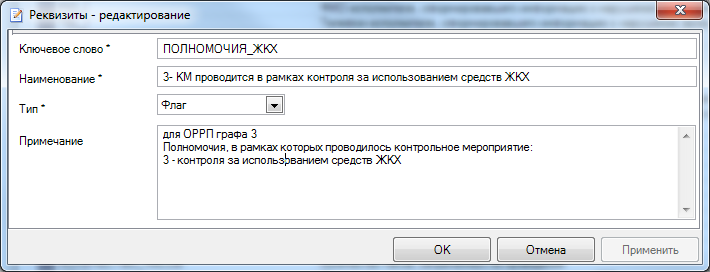 Реквизиты - редактирование
Ключевое слово *
ПОЛНОМОЧИЯ_ЖКХ
Наименование *
3- КМ проводится в рамках контроля за использованием средств ЖКХ
Тип *
Флаг
Примечание
для ОРРП графа 3
Полномочия, в рамках которых проводилось контрольное мероприятие:
3 - контроля за использованием средств ЖКХ
OK
Отмена
Применить